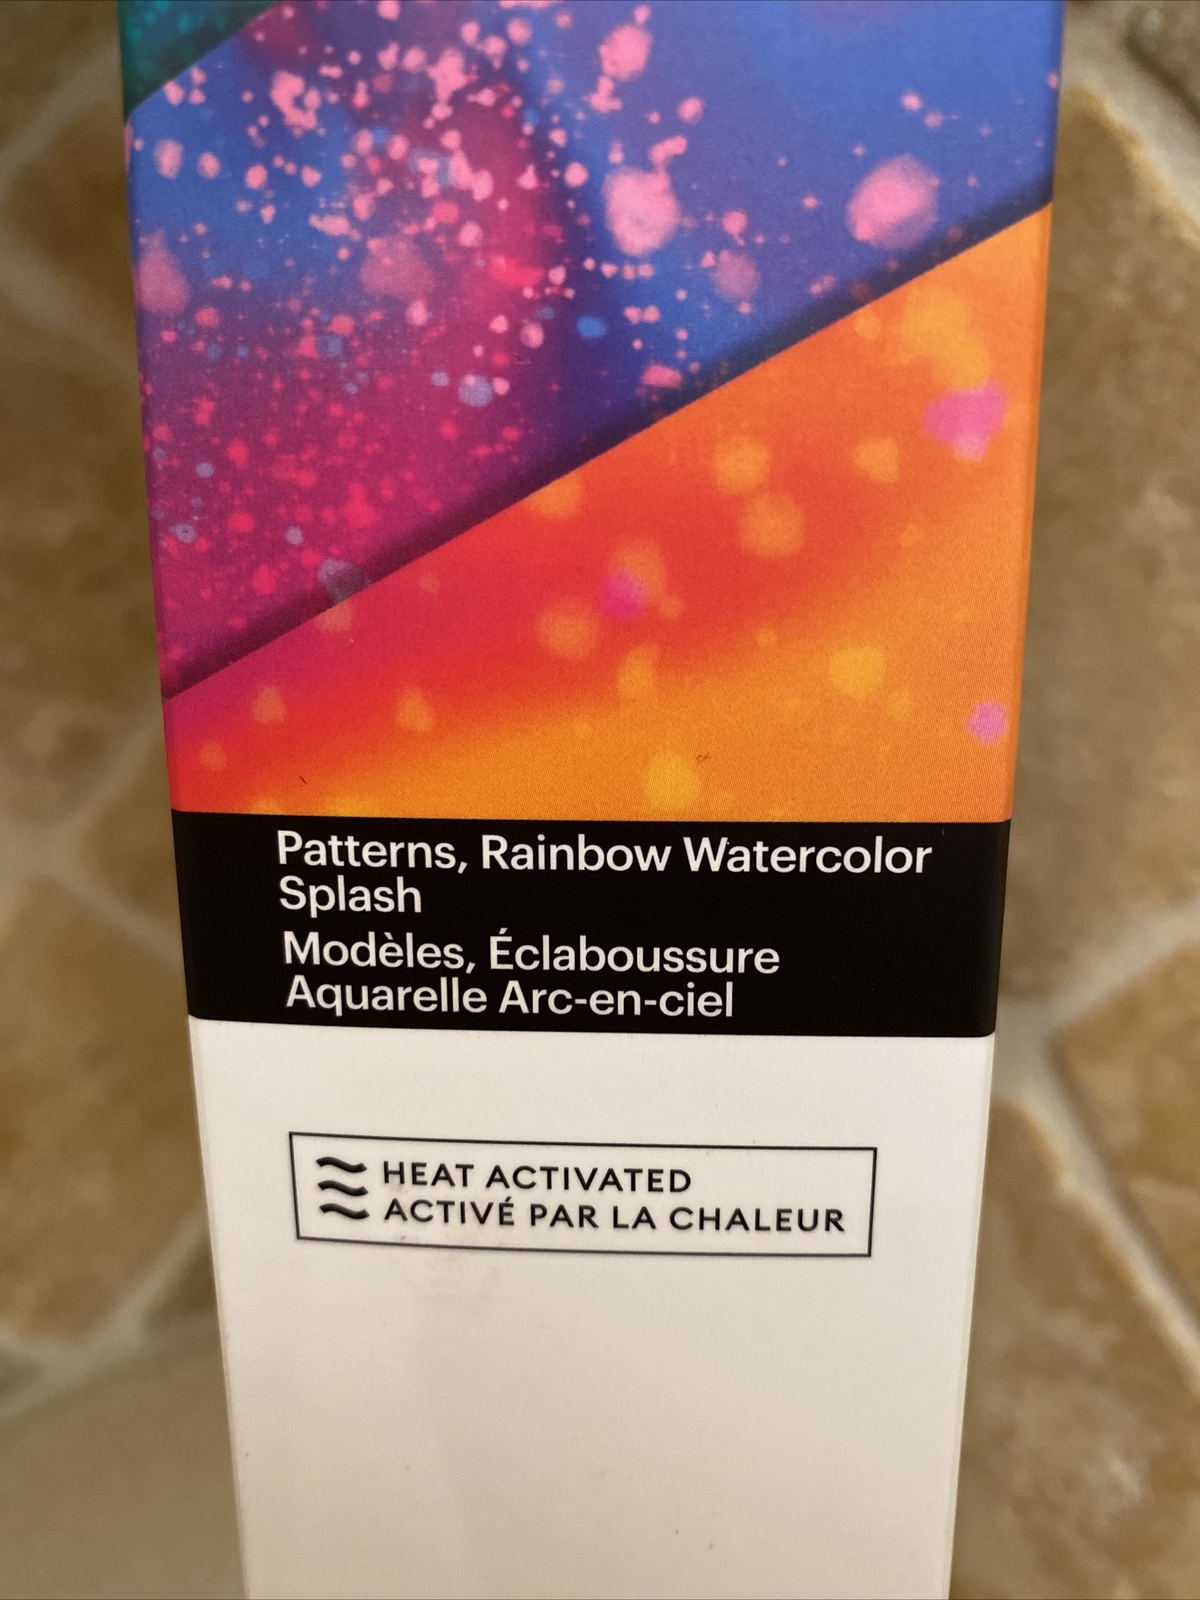 Patterns, Rainbow Watercolor
Splash
Modèles, Éclaboussure
Aquarelle Arc-en-ciel
HEAT ACTIVATED
ACTIVÉ PAR LA CHALEUR